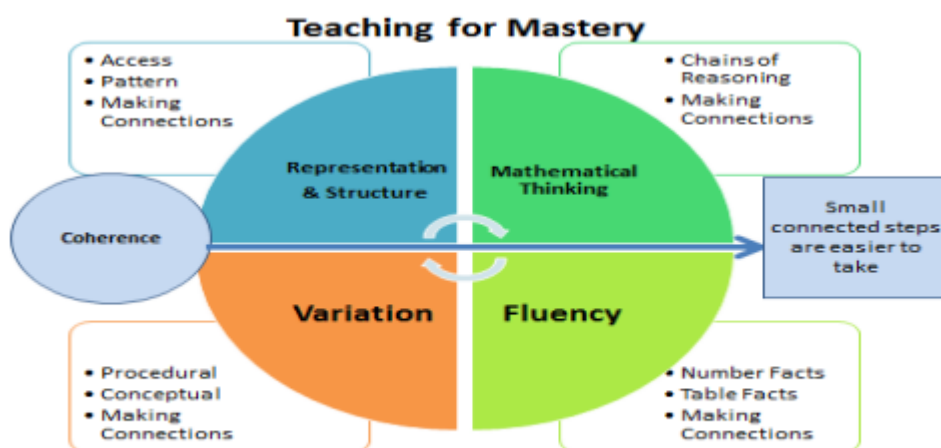 Teaching for Mastery
• Access
• Pattern
• Making
Connections
• Chains of
Reasoning
• Making
Connections
Representation
& Structure
Mathematical
Thinking
Coherence
Small
connected steps
are easier to
take
Variation
Fluency
• Procedural
• Conceptual
• Making
Connections
• Number Facts
• Table Facts
• Making
Connections